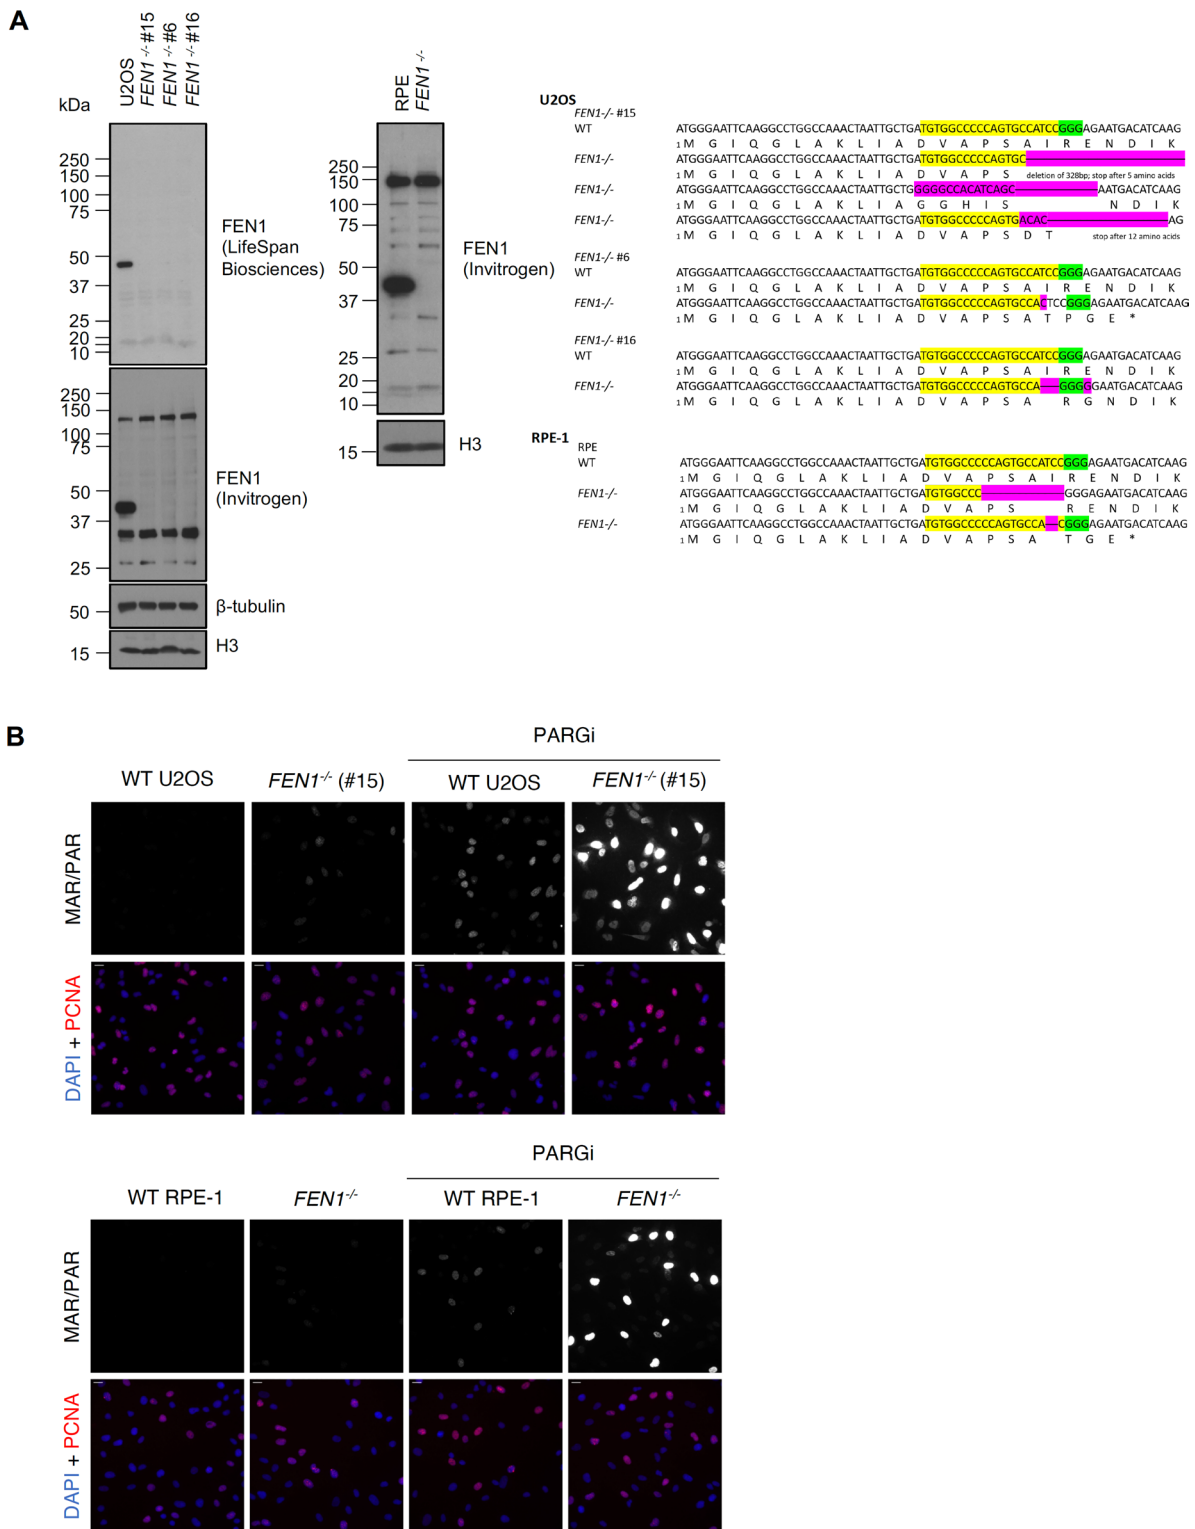 A
U2OS
FEN1 -/- #15
FEN1 -/- #6
FEN1 -/- #16
kDa
250
150
100
75
50
37
25
20
10
FEN1
(LifeSpan
Biosciences)
250
150
100
75
50
37
25
FEN1
(Invitrogen)
50
β-tubulin
15
H3
RPE
FEN1 -/-
250
150
100
75
50
37
25
20
15
10
FEN1
(Invitrogen)
15
H3
U2OS
FEN1-/- #15
WT ATGGGAATTCAAGGCCTGGCCAAACTAATTGCTGATGTGGCCCCCAGTGCCATCCGGGAGAATGACATCAAG
1 M G I Q G L A K L I A D V A P S A I R E N D I K
FEN1-/- ATGGGAATTCAAGGCCTGGCCAAACTAATTGCTGATGTGGCCCCCAGTGC
1 M G I Q G L A K L I A D V A P S deletion of 328bp; stop after 5 amino acids
FEN1-/- ATGGGAATTCAAGGCCTGGCCAAACTAATTGCTGGGGGCCACATCAGC AATGACATCAAG
1 M G I Q G L A K L I A G G H I S N D I K
FEN1-/- ATGGGAATTCAAGGCCTGGCCAAACTAATTGCTGATGTGGCCCCCAGTGACAC AG
1 M G I Q G L A K L I A D V A P S D T stop after 12 amino acids
FEN1-/- #6
WT ATGGGAATTCAAGGCCTGGCCAAACTAATTGCTGATGTGGCCCCCAGTGCCATCCGGGAGAATGACATCAAG
1 M G I Q G L A K L I A D V A P S A I R E N D I K
FEN1-/- ATGGGAATTCAAGGCCTGGCCAAACTAATTGCTGATGTGGCCCCCAGTGCCACTCCGGGAGAATGACATCAAG
1 M G I Q G L A K L I A D V A P S A T P G E *
FEN1-/- #16
WT ATGGGAATTCAAGGCCTGGCCAAACTAATTGCTGATGTGGCCCCCAGTGCCATCCGGGAGAATGACATCAAG
1 M G I Q G L A K L I A D V A P S A I R E N D I K
FEN1-/- ATGGGAATTCAAGGCCTGGCCAAACTAATTGCTGATGTGGCCCCCAGTGCCA—GGGGGAATGACATCAAG
1 M G I Q G L A K L I A D V A P S A R G N D I K
RPE-1
RPE
WT ATGGGAATTCAAGGCCTGGCCAAACTAATTGCTGATGTGGCCCCCAGTGCCATCCGGGAGAATGACATCAAG
1 M G I Q G L A K L I A D V A P S A I R E N D I K
FEN1-/- ATGGGAATTCAAGGCCTGGCCAAACTAATTGCTGATGTGGCCC GGGAGAATGACATCAAG
1 M G I Q G L A K L I A D V A P S R E N D I K
FEN1-/- ATGGGAATTCAAGGCCTGGCCAAACTAATTGCTGATGTGGCCCCCAGTGCCA—CGGGAGAATGACATCAAG
1 M G I Q G L A K L I A D V A P S A T G E *
B
PARGi
WT U2OS FEN1-/- (#15) WT U2OS FEN1-/- (#15)
MAR/PAR
DAPI + PCNA
PARGi
WT RPE-1 FEN1-/- WT RPE-1 FEN1-/-
MAR/PAR
DAPI + PCNA